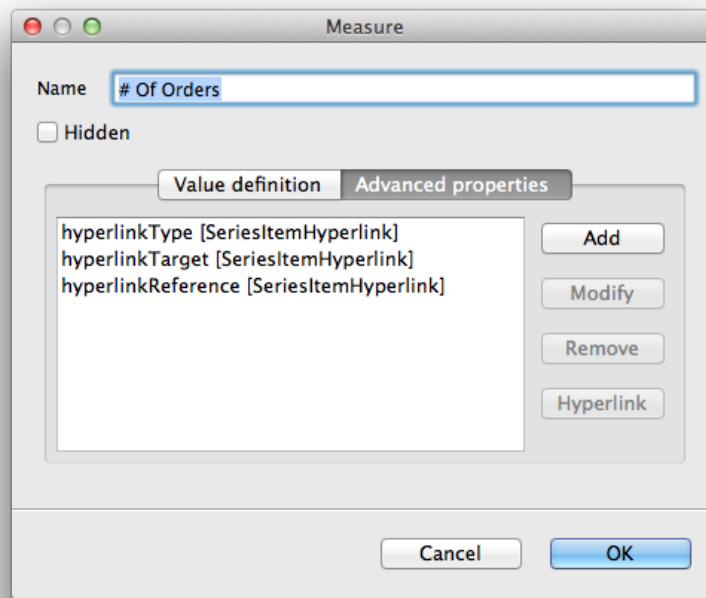 Measure
Name # Of Orders
Hidden
Value definition Advanced properties
hyperlinkType [SeriesItemHyperlink]
hyperlinkTarget [SeriesItemHyperlink]
hyperlinkReference [SeriesItemHyperlink]
Add
Modify
Remove
Hyperlink
Cancel OK